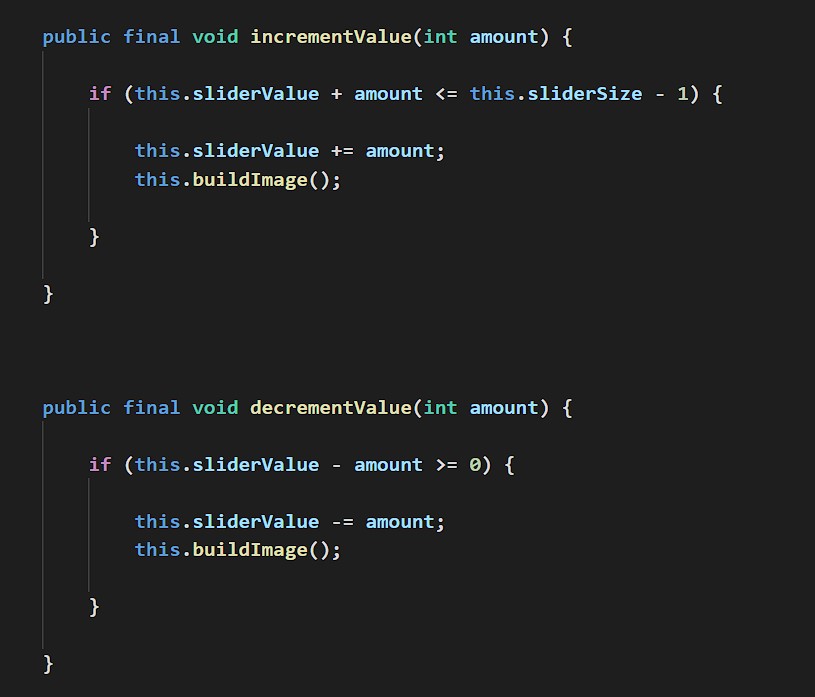 public final void incrementValue(int amount) {
if (this.sliderValue + amount <= this.sliderSize - 1) {
this.sliderValue += amount;
this.buildImage();
}
}
public final void decrementValue(int amount) {
if (this.sliderValue - amount >= 0) {
this.sliderValue -= amount;
this.buildImage();
}
}